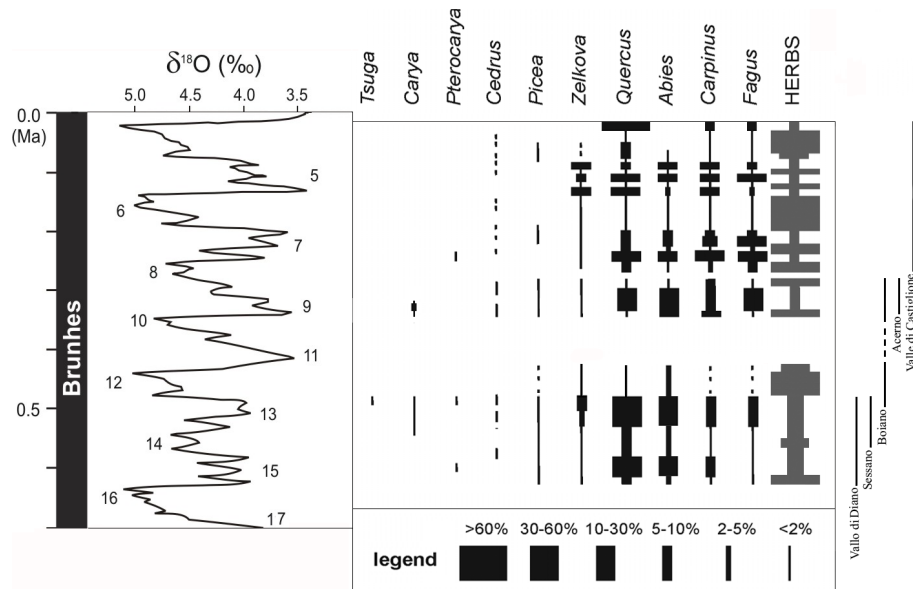 δ¹⁸O (‰)
5.0 4.5 4.0 3.5
Tsuga
Carya
Pterocarya
Cedrus
Picea
Zelkova
Quercus
Abies
Carpinus
Fagus
HERBS
0.0
(Ma)
0.5
Brunhes
5
6
7
8
9
10
11
12
13
14
15
16
17
Vallo di Diano
Sessano
Boiano
Acerno
Valle di Castiglione
>60% 30-60% 10-30% 5-10% 2-5% <2%
legend